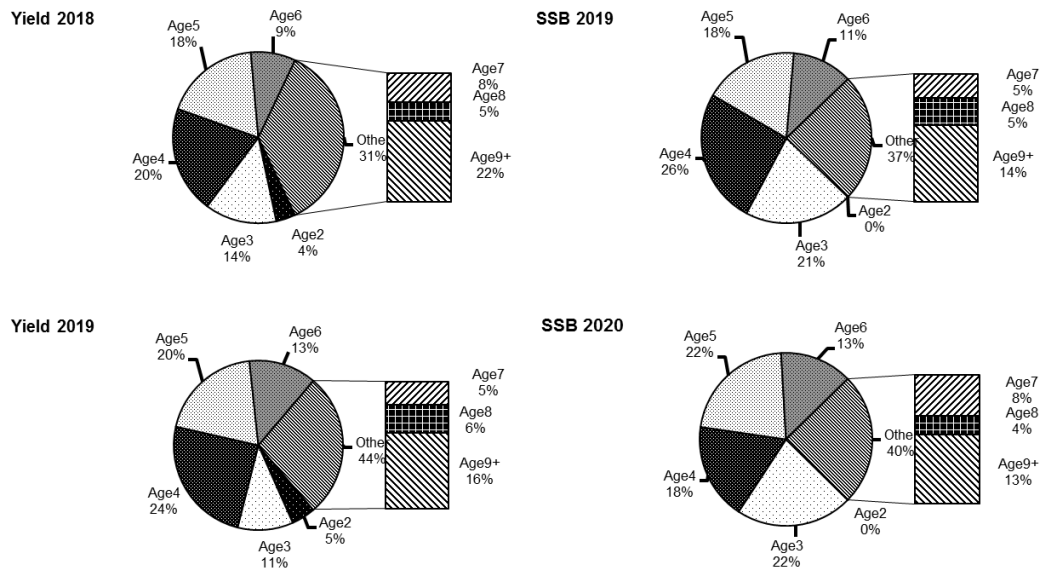 Yield 2018
Age6
9%
Age5
18%
Age7
8%
Age8
5%
Othe
31%
Age9+
22%
Age4
20%
Age3
14%
Age2
4%
SSB 2019
Age5
18%
Age6
11%
Age7
5%
Age8
5%
Other
37%
Age9+
14%
Age4
26%
Age2
0%
Age3
21%
Yield 2019
Age5
20%
Age6
13%
Age7
5%
Age8
6%
Othe
44%
Age9+
16%
Age4
24%
Age2
5%
Age3
11%
SSB 2020
Age5
22%
Age6
13%
Age7
8%
Age8
4%
Othe
40%
Age9+
13%
Age4
18%
Age2
0%
Age3
22%